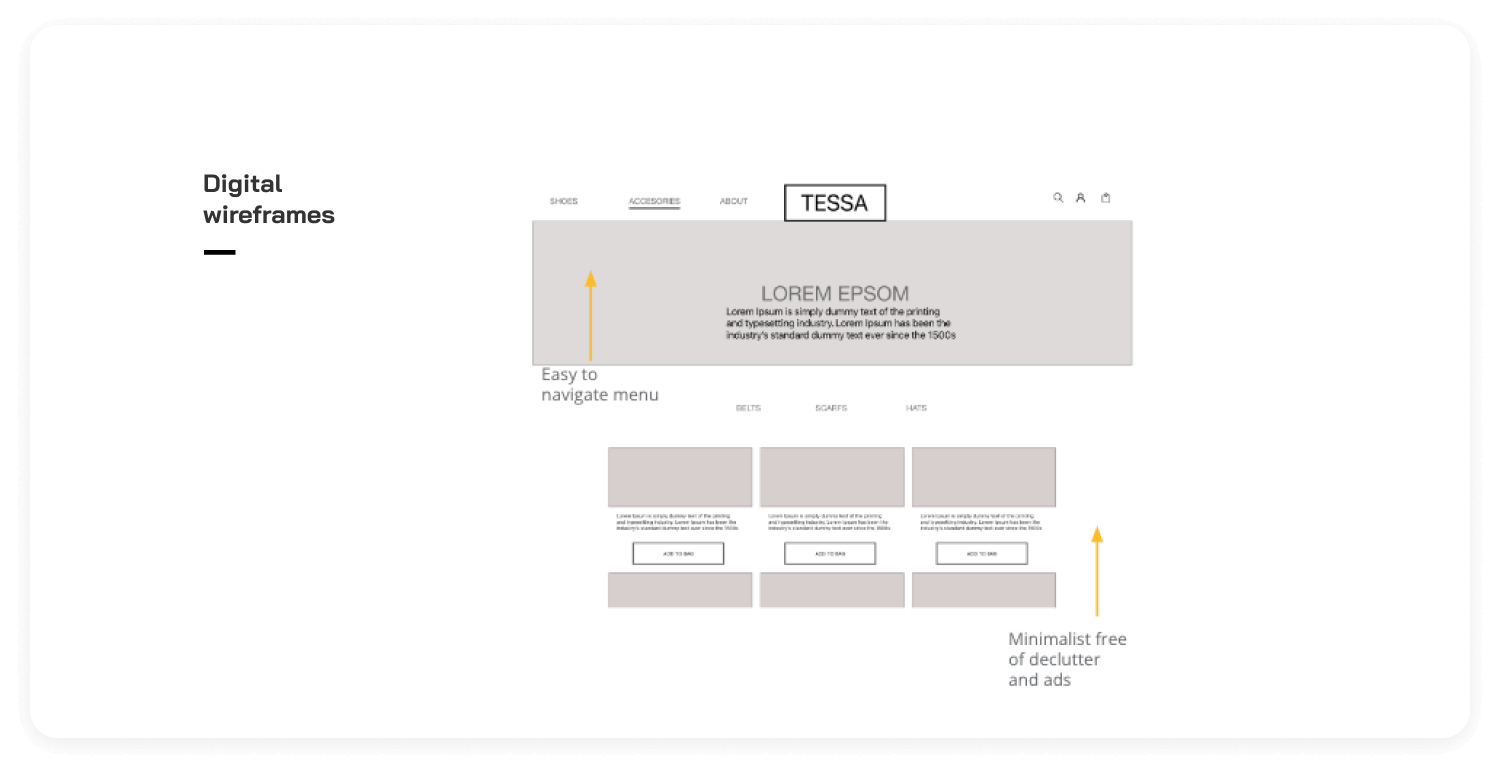 Digital
wireframes
SHOES
ACCESORIES
ABOUT
TESSA
LOREM EPSOM
Lorem Ipsum is simply dummy text of the printing
and typesetting industry. Lorem Ipsum has been the
industry's standard dummy text ever since the 1500s
Easy to
navigate menu
BELTS
SCARFS
HATS
Lorem Ipsum is simply dummy text of the printing
and typesetting industry. Lorem Ipsum has been the
industry's standard dummy text ever since the 1500s
Lorem Ipsum is simply dummy text of the printing
and typesetting industry. Lorem Ipsum has been the
industry's standard dummy text ever since the 1500s
Lorem Ipsum is simply dummy text of the printing
and typesetting industry. Lorem Ipsum has been the
industry's standard dummy text ever since the 1500s
ADD TO BAG
ADD TO BAG
ADD TO BAG
Minimalist free
of declutter
and ads